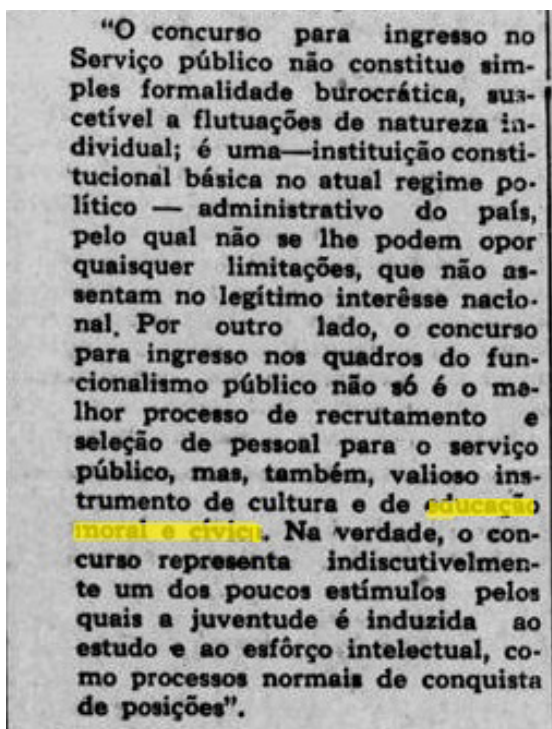 “O concurso para ingresso no
Serviço público não constitue sim-
ples formalidade burocrática, sus-
cetível a flutuações de natureza in-
dividual; é uma—instituição consti-
tucional básica no atual regime po-
lítico — administrativo do país,
pelo qual não se lhe podem opor
quaisquer limitações, que não as-
sentam no legítimo interêsse nacio-
nal. Por outro lado, o concurso
para ingresso nos quadros do fun-
cionalismo público não só é o me-
lhor processo de recrutamento e
seleção de pessoal para o serviço
público, mas, também, valioso ins-
trumento de cultura e de educação
moral e cívica. Na verdade, o con-
curso representa indiscutivelmen-
te um dos poucos estímulos pelos
quais a juventude é induzida ao
estudo e ao esfôrço intelectual, co-
mo processos normais de conquista
de posições”.